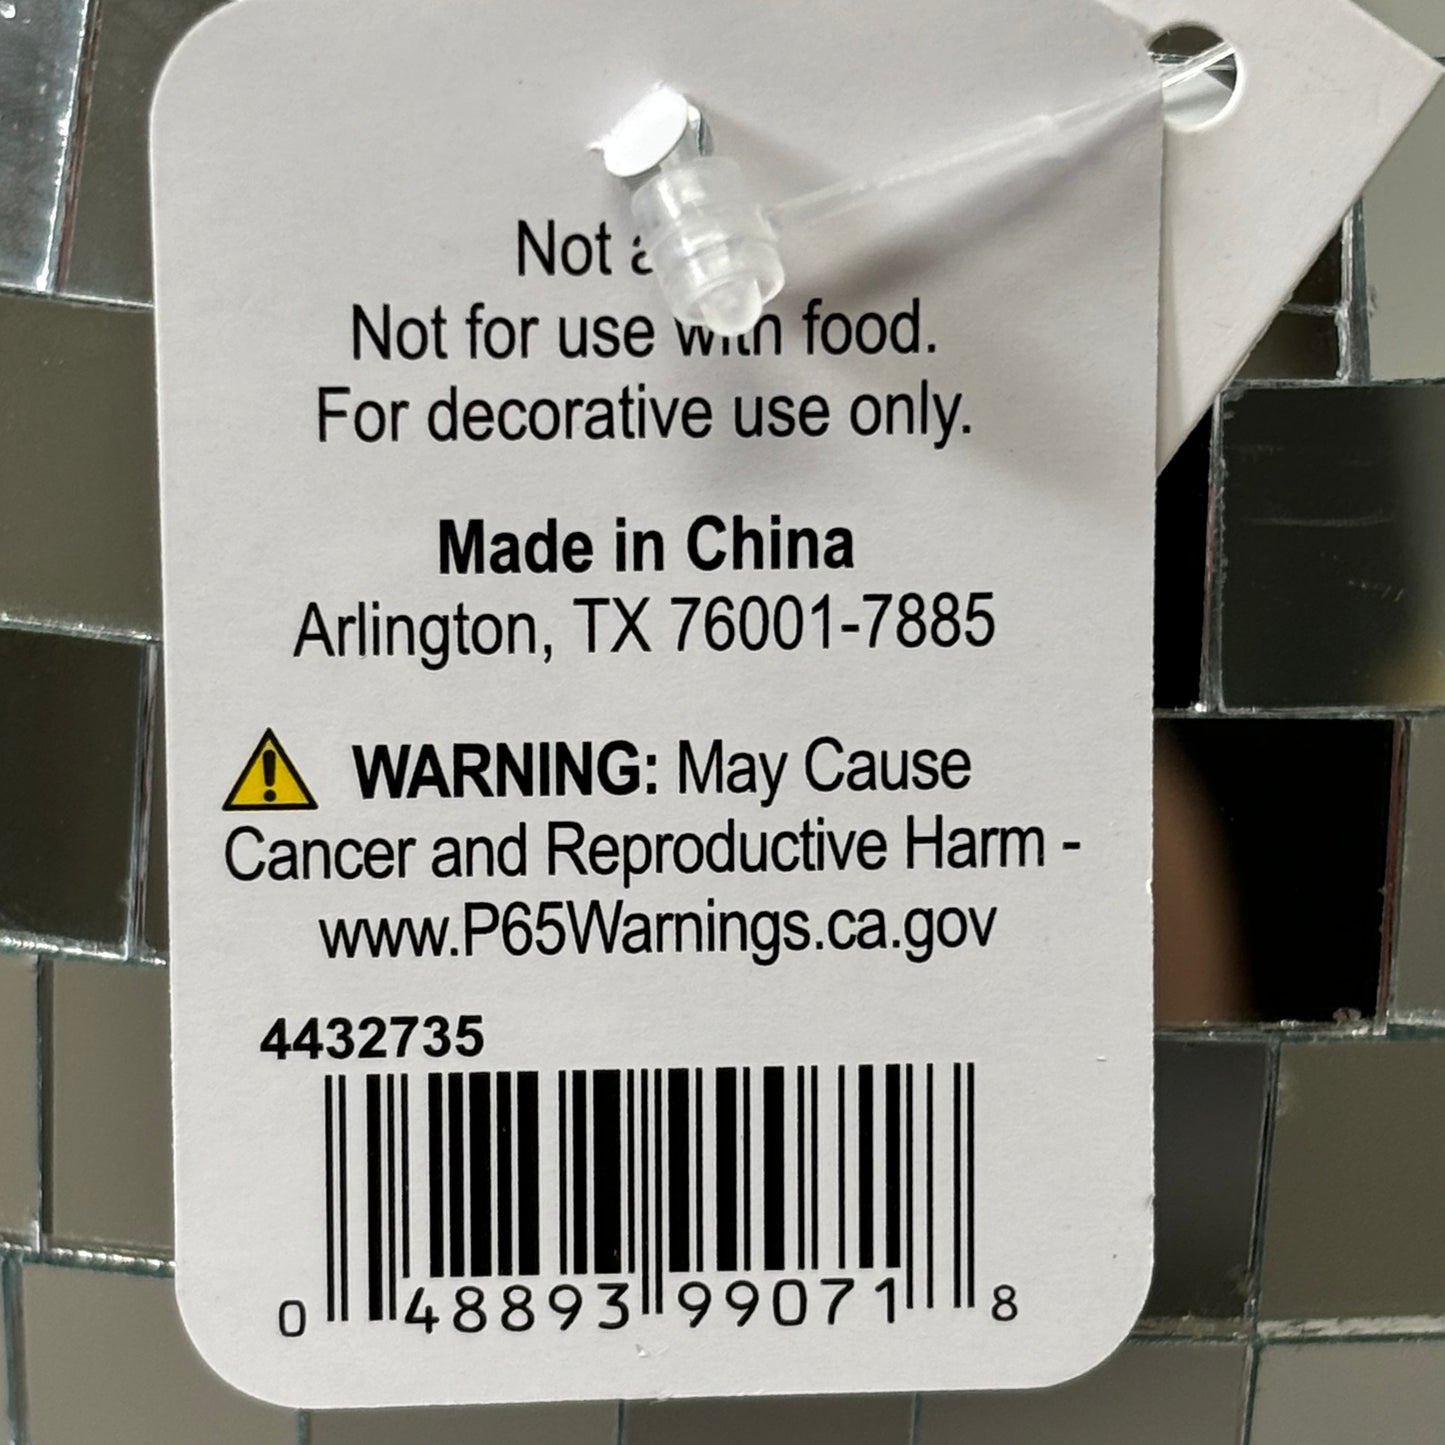 Not
Not for use with food.
For decorative use only.
Made in China
Arlington, TX 76001-7885
WARNING: May Cause
Cancer and Reproductive Harm -
www.P65Warnings.ca.gov
4432735
0 48893 99071 8